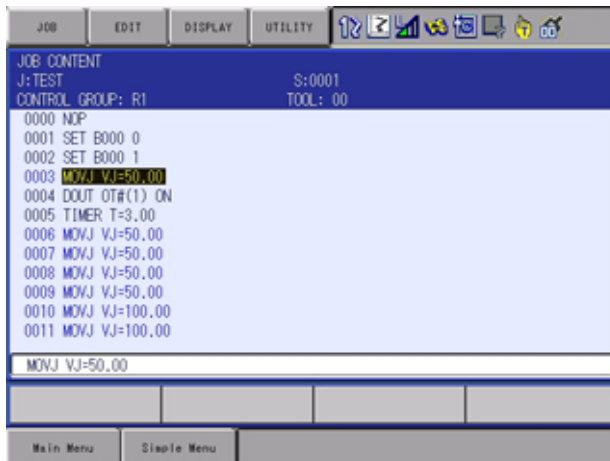 JOB EDIT DISPLAY UTILITY
JOB CONTENT
J:TEST S:0001
CONTROL GROUP: R1 TOOL: 00
0000 NOP
0001 SET B000 0
0002 SET B000 1
0003 MOVJ VJ=50.00
0004 DOUT OT#(1) ON
0005 TIMER T=3.00
0006 MOVJ VJ=50.00
0007 MOVJ VJ=50.00
0008 MOVJ VJ=50.00
0009 MOVJ VJ=50.00
0010 MOVJ VJ=100.00
0011 MOVJ VJ=100.00
MOVJ VJ=50.00
Main Menu Simple Menu